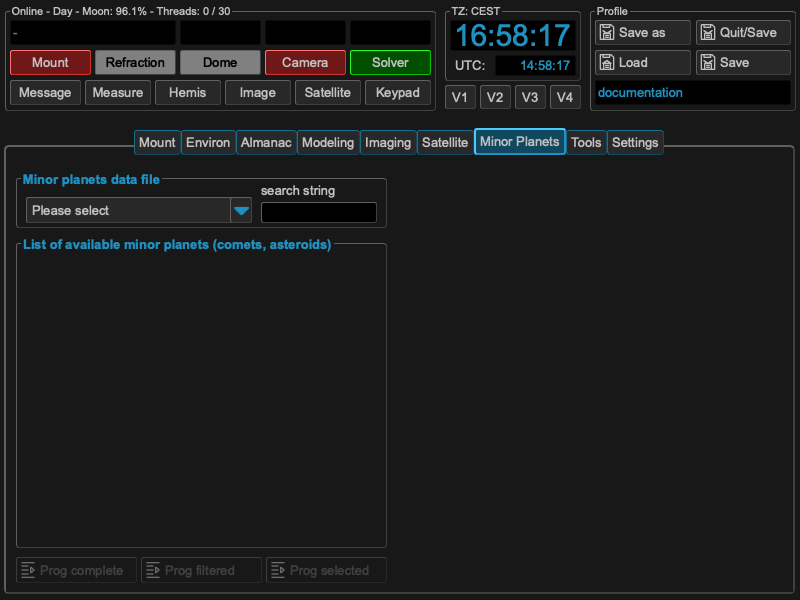 Online - Day - Moon: 96.1% - Threads: 0 / 30
TZ: CEST
Profile
-
16:58:17
Save as
Quit/Save
Mount
Refraction
Dome
Camera
Solver
UTC: 14:58:17
Load
Save
Message
Measure
Hemis
Image
Satellite
Keypad
V1
V2
V3
V4
documentation
Mount
Environ
Almanac
Modeling
Imaging
Satellite
Minor Planets
Tools
Settings
Minor planets data file
search string
Please select
List of available minor planets (comets, asteroids)
Prog complete
Prog filtered
Prog selected